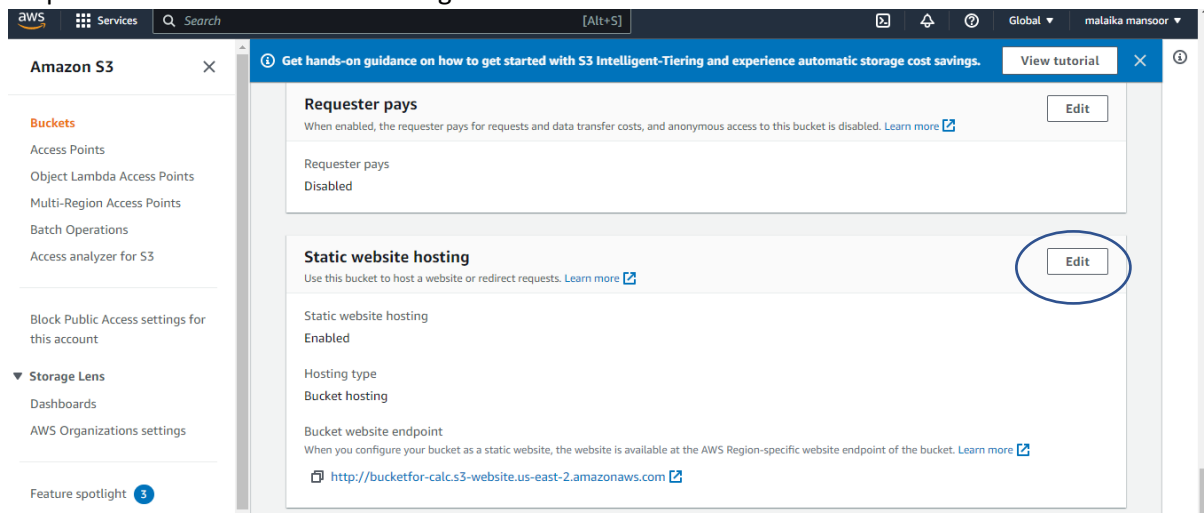 aws
Services
Search
[Alt+S]
Global
malaika mansoor
Amazon S3
Get hands-on guidance on how to get started with S3 Intelligent-Tiering and experience automatic storage cost savings.
View tutorial
Buckets
Access Points
Object Lambda Access Points
Multi-Region Access Points
Batch Operations
Access analyzer for S3
Block Public Access settings for
this account
Storage Lens
Dashboards
AWS Organizations settings
Feature spotlight 3
Requester pays
Edit
When enabled, the requester pays for requests and data transfer costs, and anonymous access to this bucket is disabled. Learn more
Requester pays
Disabled
Static website hosting
Edit
Use this bucket to host a website or redirect requests. Learn more
Static website hosting
Enabled
Hosting type
Bucket hosting
Bucket website endpoint
When you configure your bucket as a static website, the website is available at the AWS Region-specific website endpoint of the bucket. Learn more
http://bucketfor-calc.s3-website.us-east-2.amazonaws.com